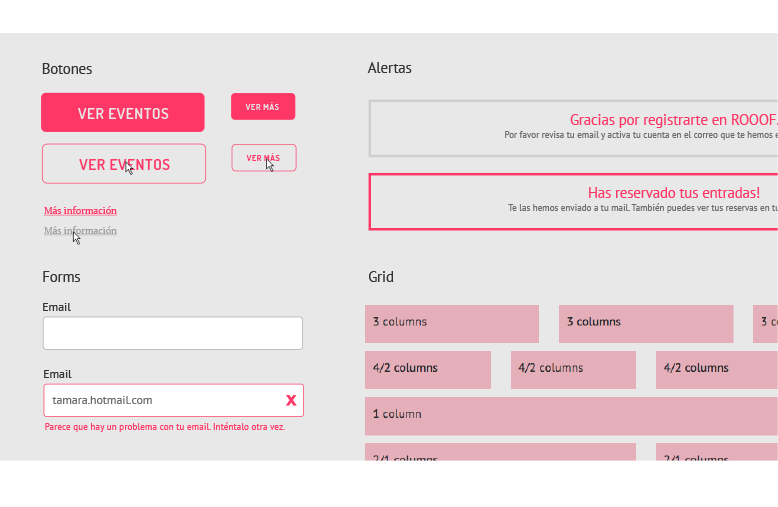 Botones
VER EVENTOS
VER MÁS
VER EVENTOS
VER MÁS
Más información
Más información
Forms
Email
Email
tamara.hotmail.com
X
Parece que hay un problema con tu email. Inténtalo otra vez.
Alertas
Gracias por registrarte en ROOOF.
Por favor revisa tu email y activa tu cuenta en el correo que te hemos
Has reservado tus entradas!
Te las hemos enviado a tu mail. También puedes ver tus reservas en
Grid
3 columns
3 columns
3
4/2 columns
4/2 columns
4/2 columns
1 column
2/1 columns
2/1 columns